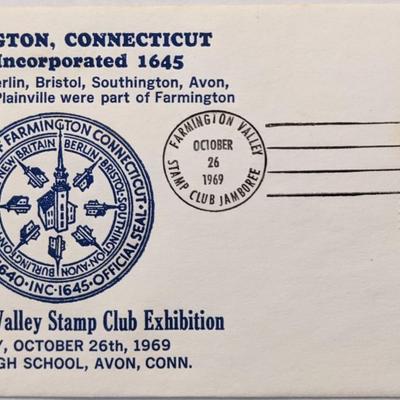 GTON, CONNECTICUT
Incorporated 1645
erlin, Bristol, Southington, Avon,
Plainville were part of Farmington
F FARMINGTON CONNECTICUT·
OFFICIAL SEAL
1640·INC·1645
NEW BRITAIN·BERLIN·BRISTOL·SOUTHINGTON·AVON·BURLINGTON
FARMINGTON VALLEY
OCTOBER
26
1969
STAMP CLUB JAMBOREE
Valley Stamp Club Exhibition
Y, OCTOBER 26th, 1969
GH SCHOOL, AVON, CONN.